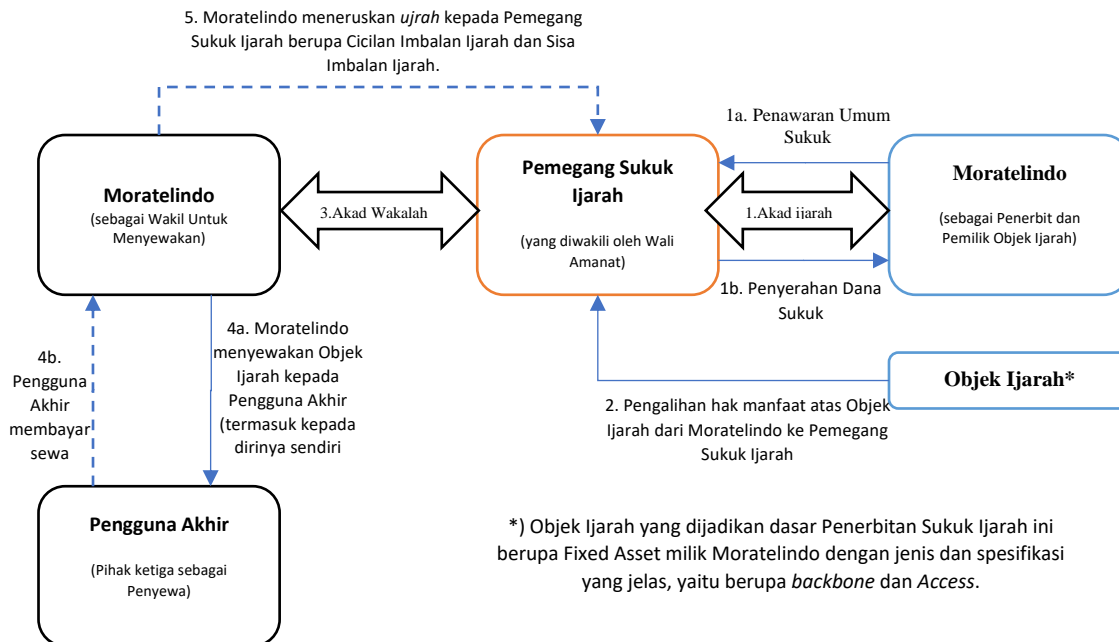 5. Moratelindo meneruskan ujrah kepada Pemegang
Sukuk Ijarah berupa Cicilan Imbalan Ijarah dan Sisa
Imbalan Ijarah.
1a. Penawaran Umum
Sukuk
Moratelindo
(sebagai Wakil Untuk
Menyewakan)
3.Akad Wakalah
Pemegang Sukuk
Ijarah
(yang diwakili oleh Wali
Amanat)
1.Akad ijarah
Moratelindo
(sebagai Penerbit dan
Pemilik Objek Ijarah)
1b. Penyerahan Dana
Sukuk
4b.
Pengguna
Akhir
membayar
sewa
4a. Moratelindo
menyewakan Objek
Ijarah kepada
Pengguna Akhir
(termasuk kepada
dirinya sendiri
Objek Ijarah*
2. Pengalihan hak manfaat atas Objek
Ijarah dari Moratelindo ke Pemegang
Sukuk Ijarah
Pengguna Akhir
(Pihak ketiga sebagai
Penyewa)
*) Objek Ijarah yang dijadikan dasar Penerbitan Sukuk Ijarah ini
berupa Fixed Asset milik Moratelindo dengan jenis dan spesifikasi
yang jelas, yaitu berupa backbone dan Access.